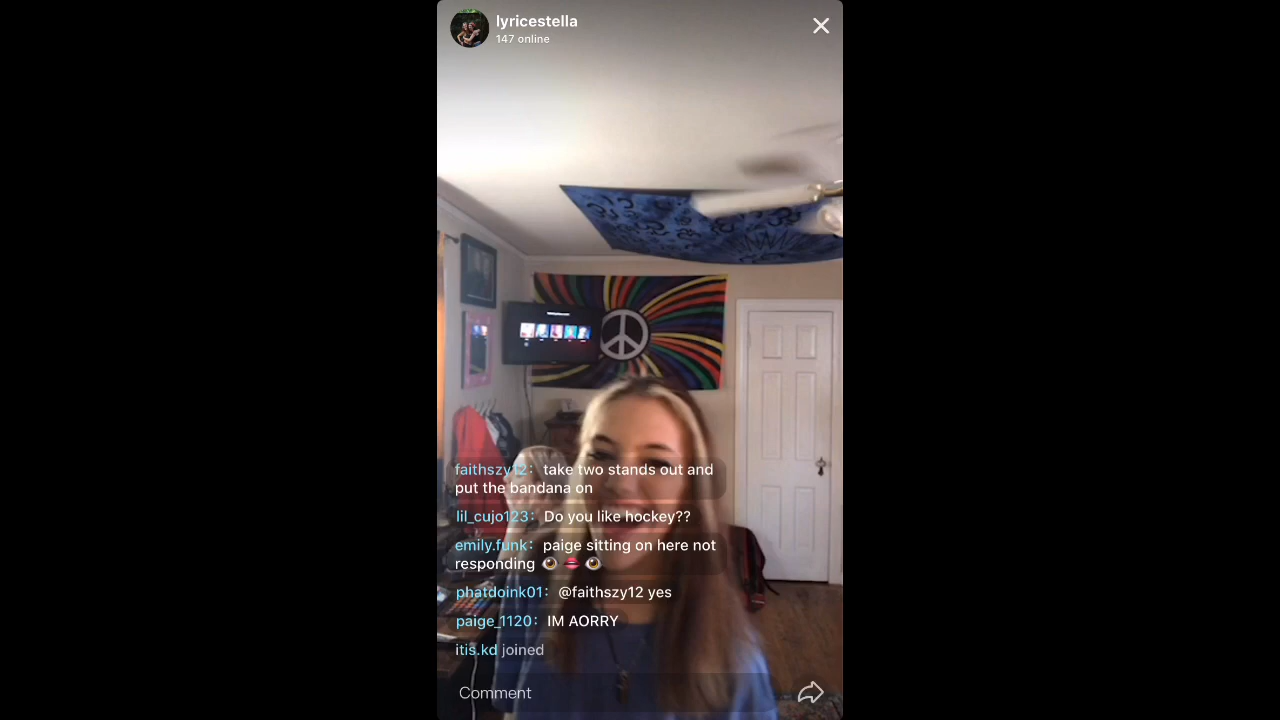 lyricestella
147 online
faithszy12: take two stands out and
put the bandana on
lil_cujo123: Do you like hockey??
emily.funk: paige sitting on here not
responding 👁️👄👁️
phatdoink01: @faithszy12 yes
paige_1120: IM AORRY
itis.kd joined
Comment